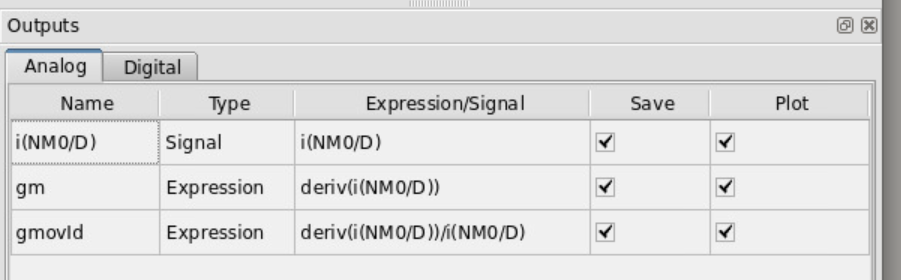 Outputs
Analog Digital
Name Type Expression/Signal Save Plot
i(NM0/D) Signal i(NM0/D)
gm Expression deriv(i(NM0/D))
gmovId Expression deriv(i(NM0/D))/i(NM0/D)